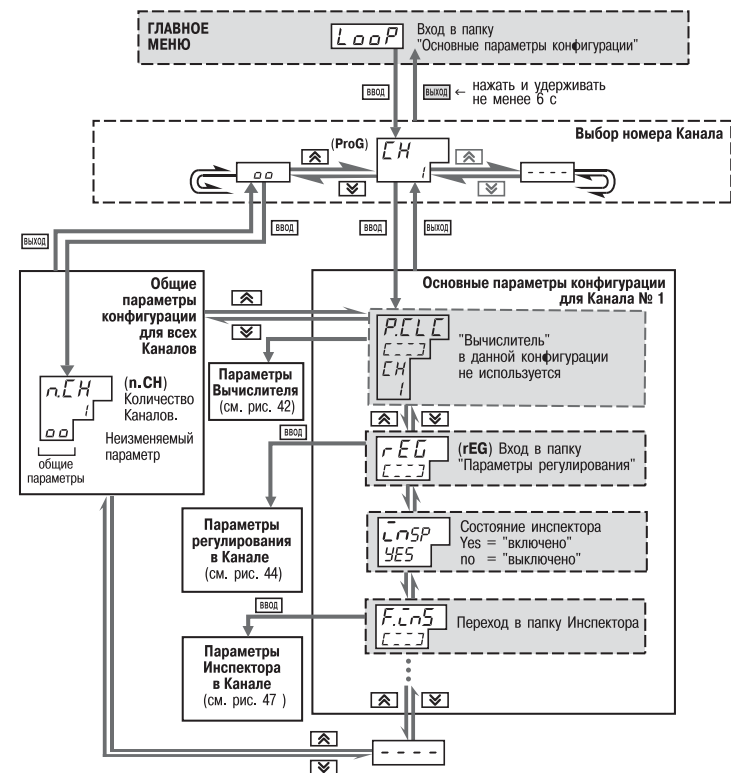 ГЛАВНОЕ
МЕНЮ
LooP
Вход в папку
"Основные параметры конфигурации"
ВВОД
ВЫХОД
← нажать и удерживать
не менее 6 с
Выбор номера Канала
(ProG)
CH
1
oo
- - - -
ВЫХОД
ВВОД
ВВОД
ВЫХОД
Общие
параметры
конфигурации
для всех
Каналов
n.CH
1
oo
(n.CH)
Количество
Каналов.
Неизменяемый
параметр
общие
параметры
Основные параметры конфигурации
для Канала № 1
P.CLC
[---]
CH
1
"Вычислитель"
в данной конфигурации
не используется
Параметры
Вычислителя
(см. рис. 42)
ВВОД
rEG
[---]
(rEG) Вход в папку
"Параметры регулирования"
Параметры
регулирования
в Канале
(см. рис. 44)
inSP
YES
Состояние инспектора
Yes = "включено"
no = "выключено"
ВВОД
F.inS
[---]
Переход в папку Инспектора
Параметры
Инспектора
в Канале
(см. рис. 47 )
- - - -